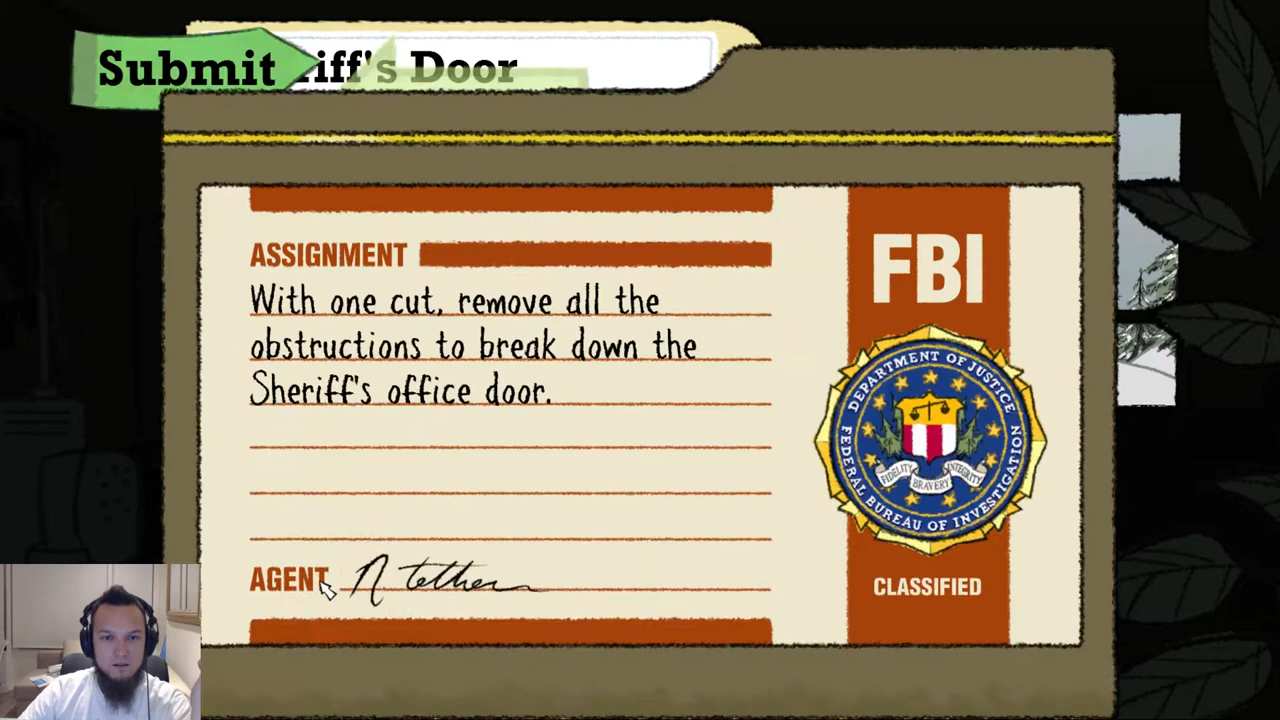 Submit
iff's Door
ASSIGNMENT
With one cut, remove all the
obstructions to break down the
Sheriff's office door.
AGENT N tether
FBI
DEPARTMENT OF JUSTICE
FIDELITY
BRAVERY
INTEGRITY
FEDERAL BUREAU OF INVESTIGATION
CLASSIFIED